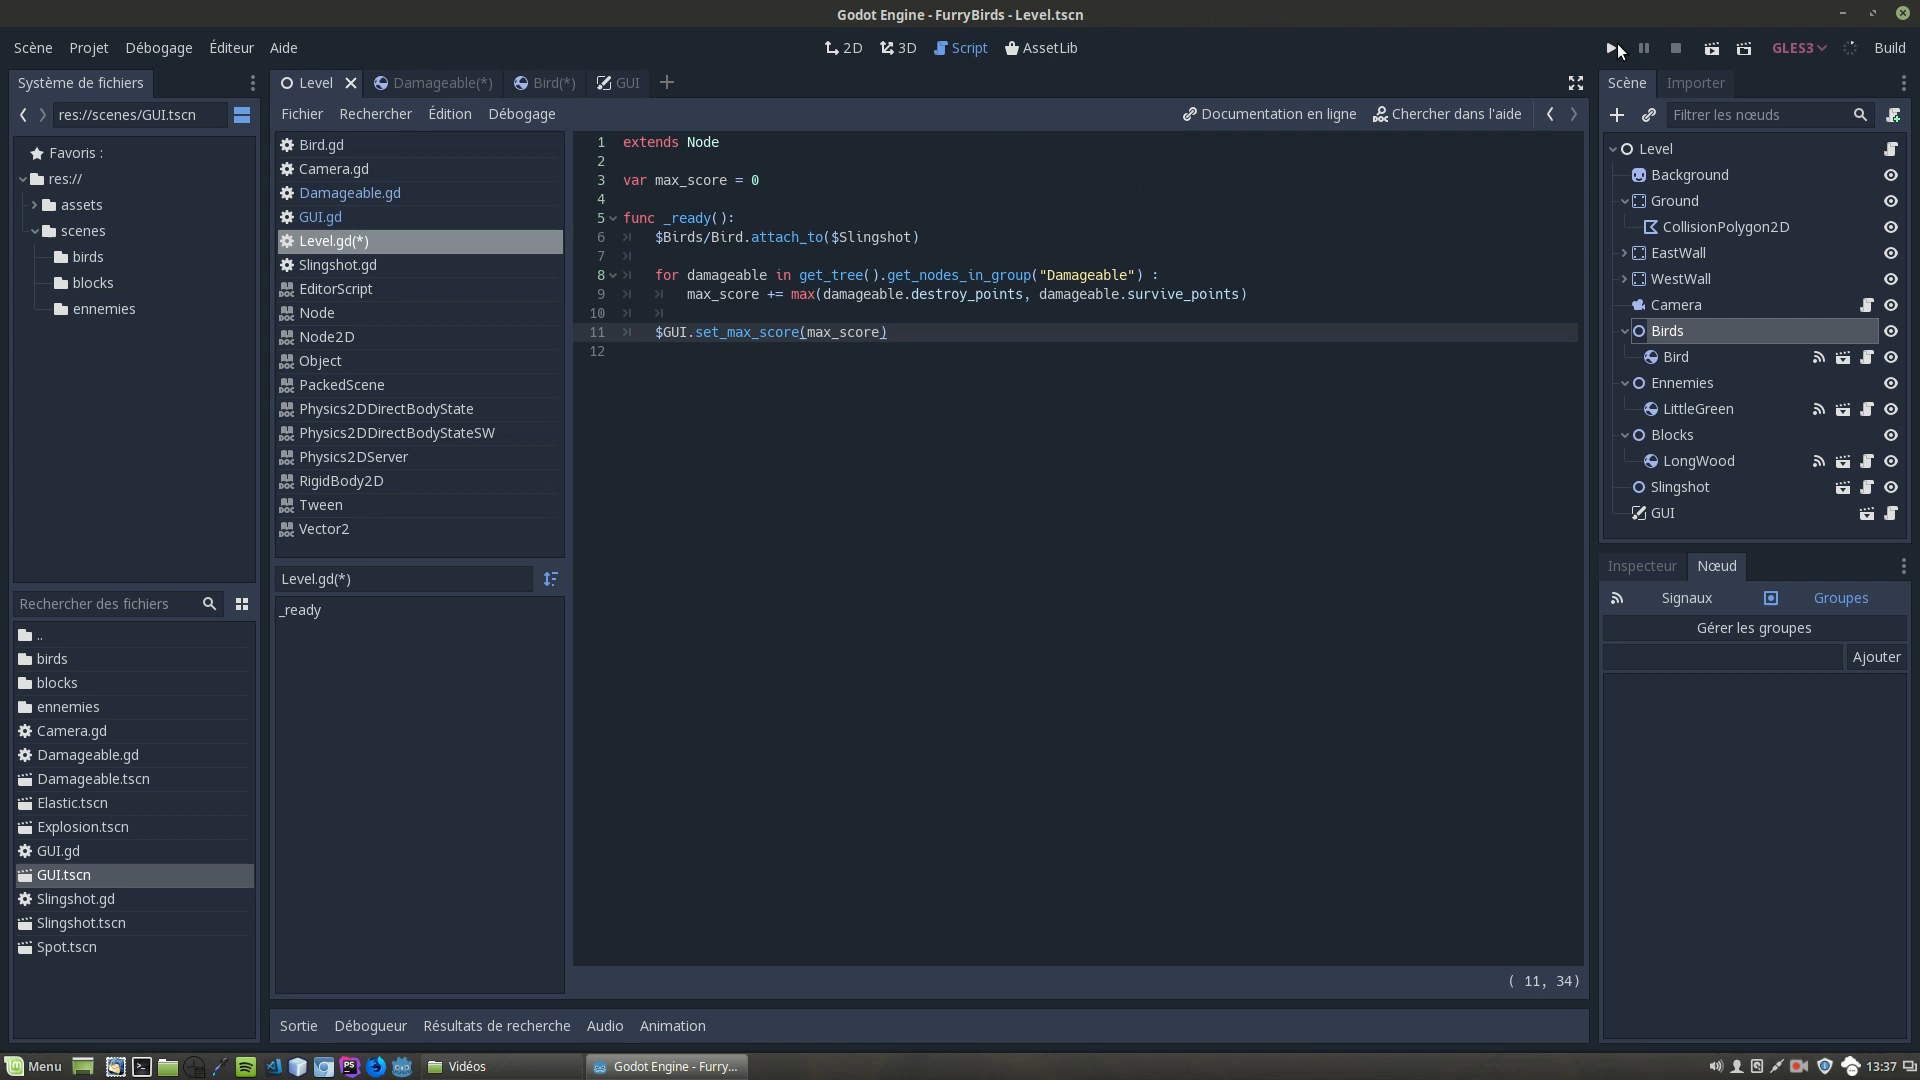 Godot Engine - FurryBirds - Level.tscn
Scène Projet Débogage Éditeur Aide
2D 3D Script AssetLib
GLES3 Build
Système de fichiers
res://scenes/GUI.tscn
Favoris :
res://
assets
scenes
birds
blocks
ennemies
Rechercher des fichiers
..
birds
blocks
ennemies
Camera.gd
Damageable.gd
Damageable.tscn
Elastic.tscn
Explosion.tscn
GUI.gd
GUI.tscn
Slingshot.gd
Slingshot.tscn
Spot.tscn
Level Damageable(*) Bird(*) GUI
Fichier Rechercher Édition Débogage
Documentation en ligne Chercher dans l'aide
Bird.gd
Camera.gd
Damageable.gd
GUI.gd
Level.gd(*)
Slingshot.gd
EditorScript
Node
Node2D
Object
PackedScene
Physics2DDirectBodyState
Physics2DDirectBodyStateSW
Physics2DServer
RigidBody2D
Tween
Vector2
Level.gd(*)
_ready
1 extends Node
2
3 var max_score = 0
4
5 func _ready():
6 $Birds/Bird.attach_to($Slingshot)
7
8 for damageable in get_tree().get_nodes_in_group("Damageable") :
9 max_score += max(damageable.destroy_points, damageable.survive_points)
10
11 $GUI.set_max_score(max_score)
12
( 11, 34)
Sortie Débogueur Résultats de recherche Audio Animation
Scène Importer
Filtrer les nœuds
Level
Background
Ground
CollisionPolygon2D
EastWall
WestWall
Camera
Birds
Bird
Ennemies
LittleGreen
Blocks
LongWood
Slingshot
GUI
Inspecteur Nœud
Signaux Groupes
Gérer les groupes
Ajouter
Menu Vidéos Godot Engine - Furry... 13:37